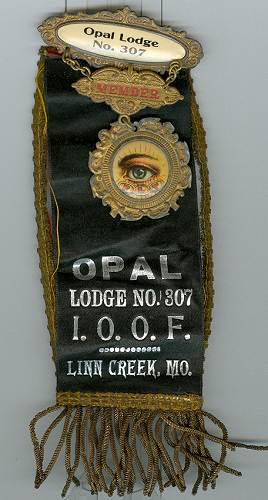 Opal Lodge
No. 307
MEMBER
OPAL
LODGE NO. 307
I. O. O. F.
LINN CREEK, MO.